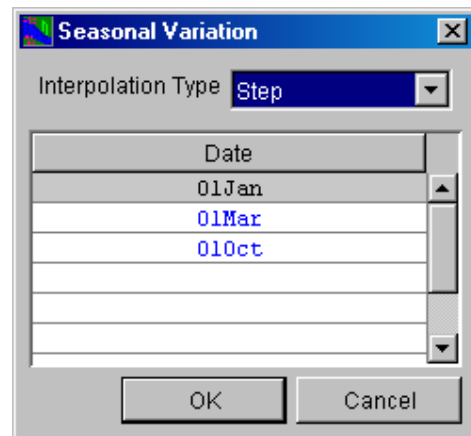 Seasonal Variation
Interpolation Type Step
Date
01Jan
01Mar
01Oct
OK Cancel